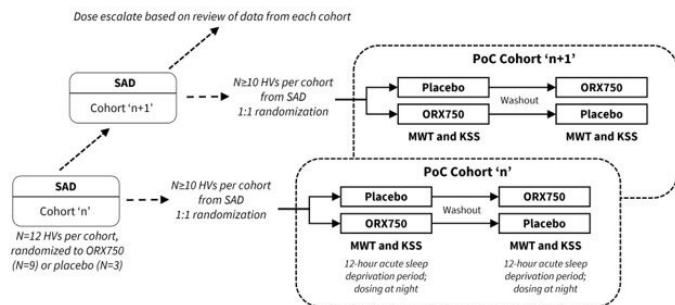 Dose escalate based on review of data from each cohort
SAD
Cohort 'n+1'
N≥10 HVs per cohort
from SAD
1:1 randomization
PoC Cohort 'n+1'
Placebo
ORX750
Washout
ORX750
Placebo
MWT and KSS
MWT and KSS
SAD
Cohort 'n'
N=12 HVs per cohort,
randomized to ORX750
(N=9) or placebo (N=3)
N≥10 HVs per cohort
from SAD
1:1 randomization
PoC Cohort 'n'
Placebo
ORX750
Washout
ORX750
Placebo
MWT and KSS
12-hour acute sleep
deprivation period;
dosing at night
MWT and KSS
12-hour acute sleep
deprivation period;
dosing at night